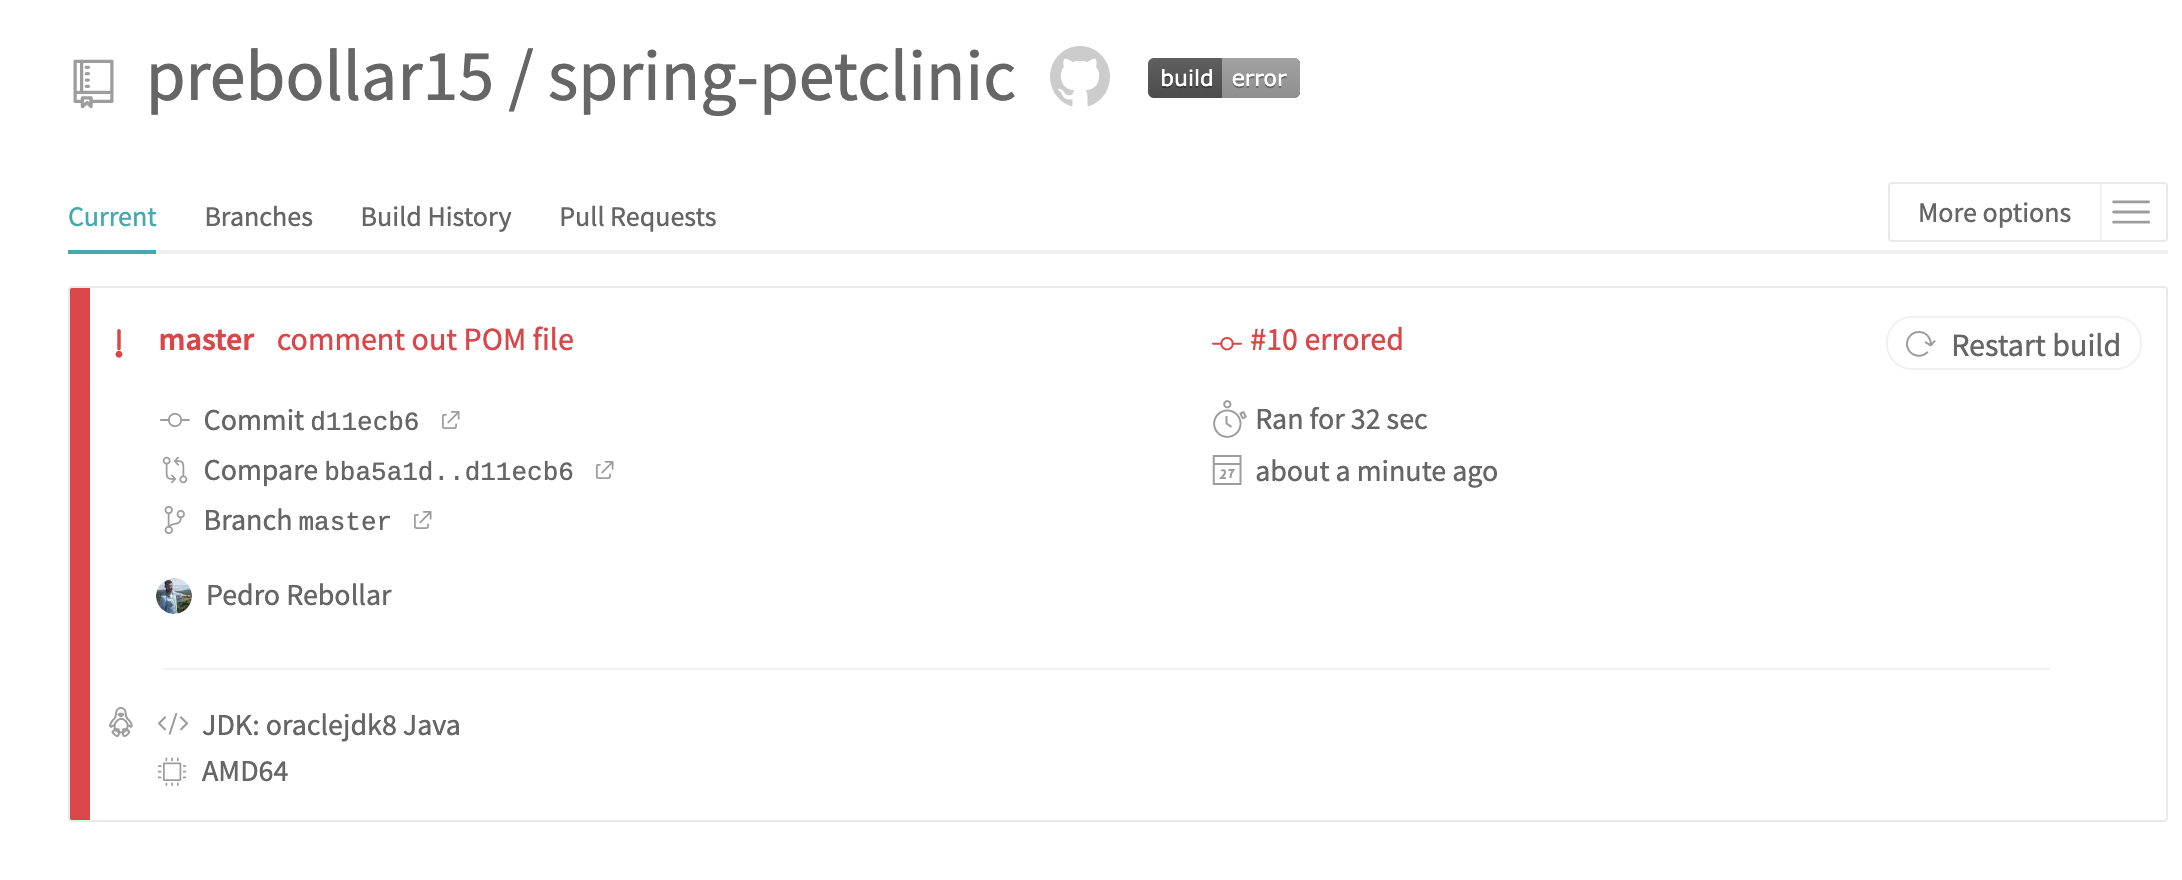 prebollar15 / spring-petclinic build error
Current Branches Build History Pull Requests More options
! master comment out POM file #10 errored Restart build
Commit d11ecb6 Ran for 32 sec
Compare bba5a1d..d11ecb6 27 about a minute ago
Branch master
Pedro Rebollar
</> JDK: oraclejdk8 Java
AMD64